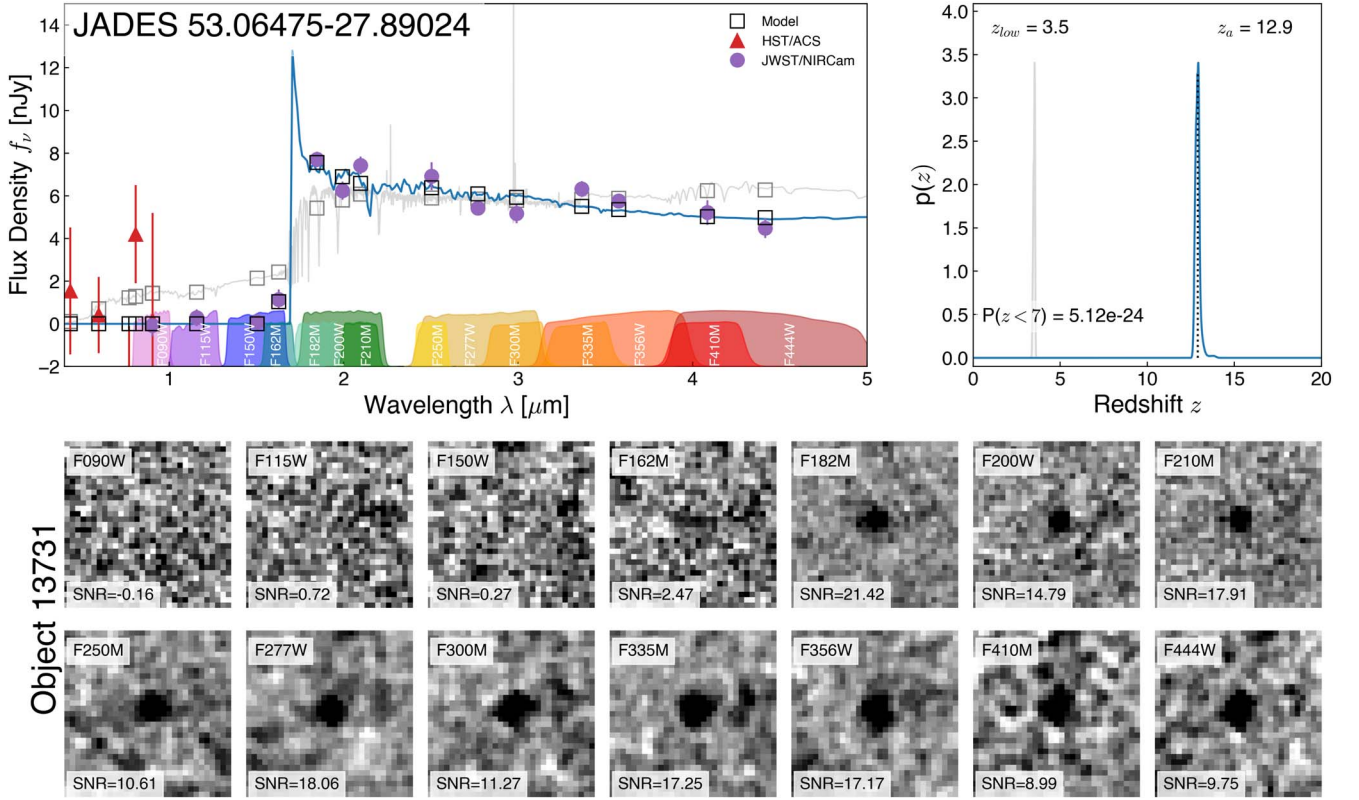 JADES 53.06475-27.89024
Model
HST/ACS
JWST/NIRCam
Flux Density fν [nJy]
14
12
10
8
6
4
2
0
−2
F090W
F115W
F150W
F162M
F182M
F200W
F210M
F250M
F277W
F300M
F335M
F356W
F410M
F444W
1
2
3
4
5
Wavelength λ [μm]
zlow = 3.5
za = 12.9
P(z < 7) = 5.12e-24
p(z)
4.0
3.5
3.0
2.5
2.0
1.5
1.0
0.5
0.0
0
5
10
15
20
Redshift z
Object 13731
F090W
SNR=-0.16
F115W
SNR=0.72
F150W
SNR=0.27
F162M
SNR=2.47
F182M
SNR=21.42
F200W
SNR=14.79
F210M
SNR=17.91
F250M
SNR=10.61
F277W
SNR=18.06
F300M
SNR=11.27
F335M
SNR=17.25
F356W
SNR=17.17
F410M
SNR=8.99
F444W
SNR=9.75